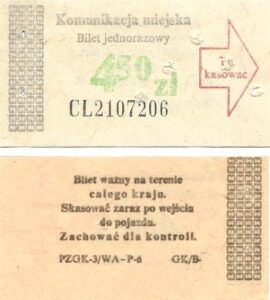 Komunikacja miejska
Bilet jednorazowy
450 zł
tu kasować
CL2107206
Bilet ważny na terenie
całego kraju.
Skasować zaraz po wejściu
do pojazdu.
Zachować dla kontroli.
PZGK-3/WA-P-6 GK/B-